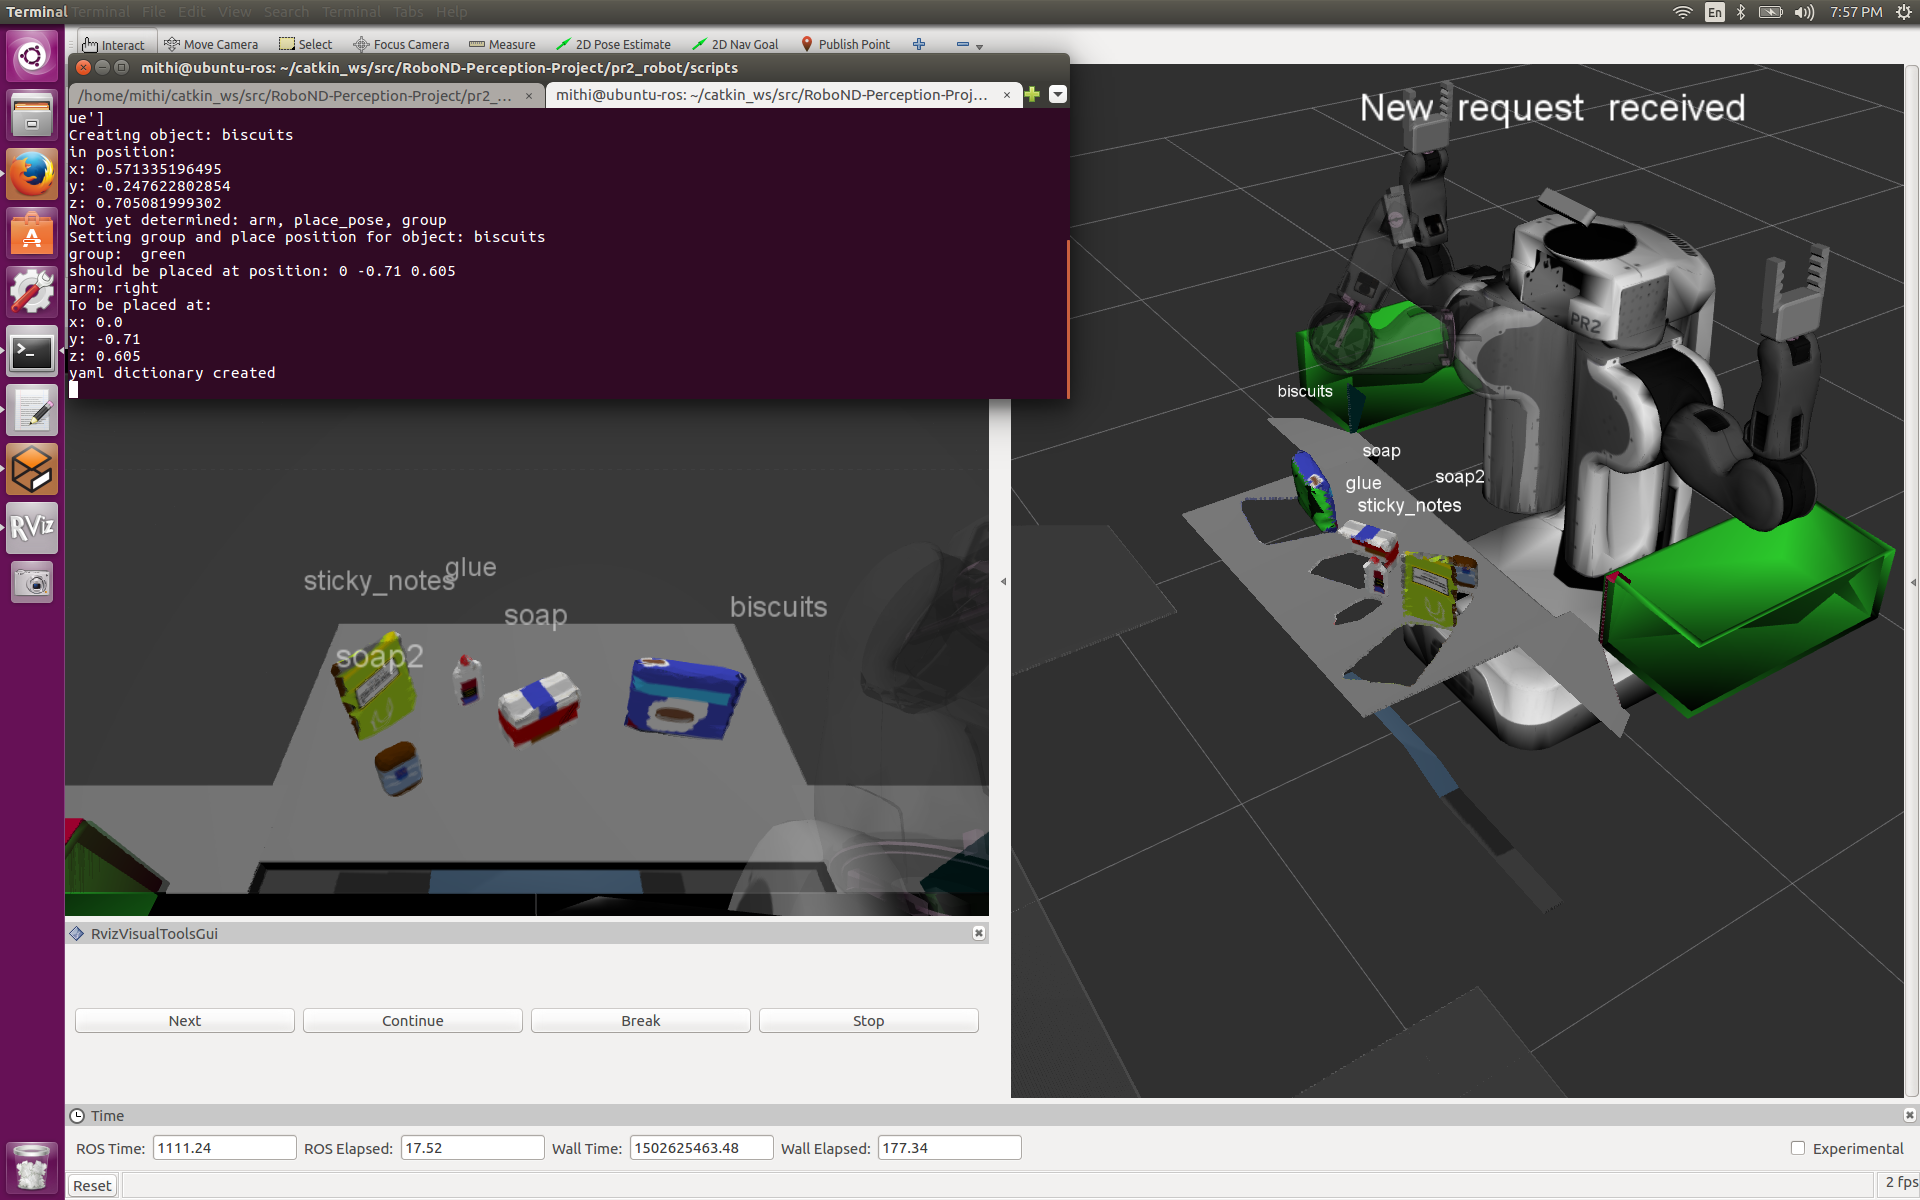 Terminal Terminal File Edit View Search Terminal Tabs Help
En 7:57 PM
Interact Move Camera Select Focus Camera Measure 2D Pose Estimate 2D Nav Goal Publish Point
mithi@ubuntu-ros: ~/catkin_ws/src/RoboND-Perception-Project/pr2_robot/scripts
/home/mithi/catkin_ws/src/RoboND-Perception-Project/pr2_... × mithi@ubuntu-ros: ~/catkin_ws/src/RoboND-Perception-Proj... ×
ue']
Creating object: biscuits
in position:
x: 0.571335196495
y: -0.247622802854
z: 0.705081999302
Not yet determined: arm, place_pose, group
Setting group and place position for object: biscuits
group:  green
should be placed at position: 0 -0.71 0.605
arm: right
To be placed at:
x: 0.0
y: -0.71
z: 0.605
yaml dictionary created
New request received
PR2
biscuits
soap
soap2
glue
sticky_notes
glue
sticky_notes
soap
biscuits
soap2
RViz
RvizVisualToolsGui
Next Continue Break Stop
Time
ROS Time: 1111.24 ROS Elapsed: 17.52 Wall Time: 1502625463.48 Wall Elapsed: 177.34 Experimental
Reset 2 fps